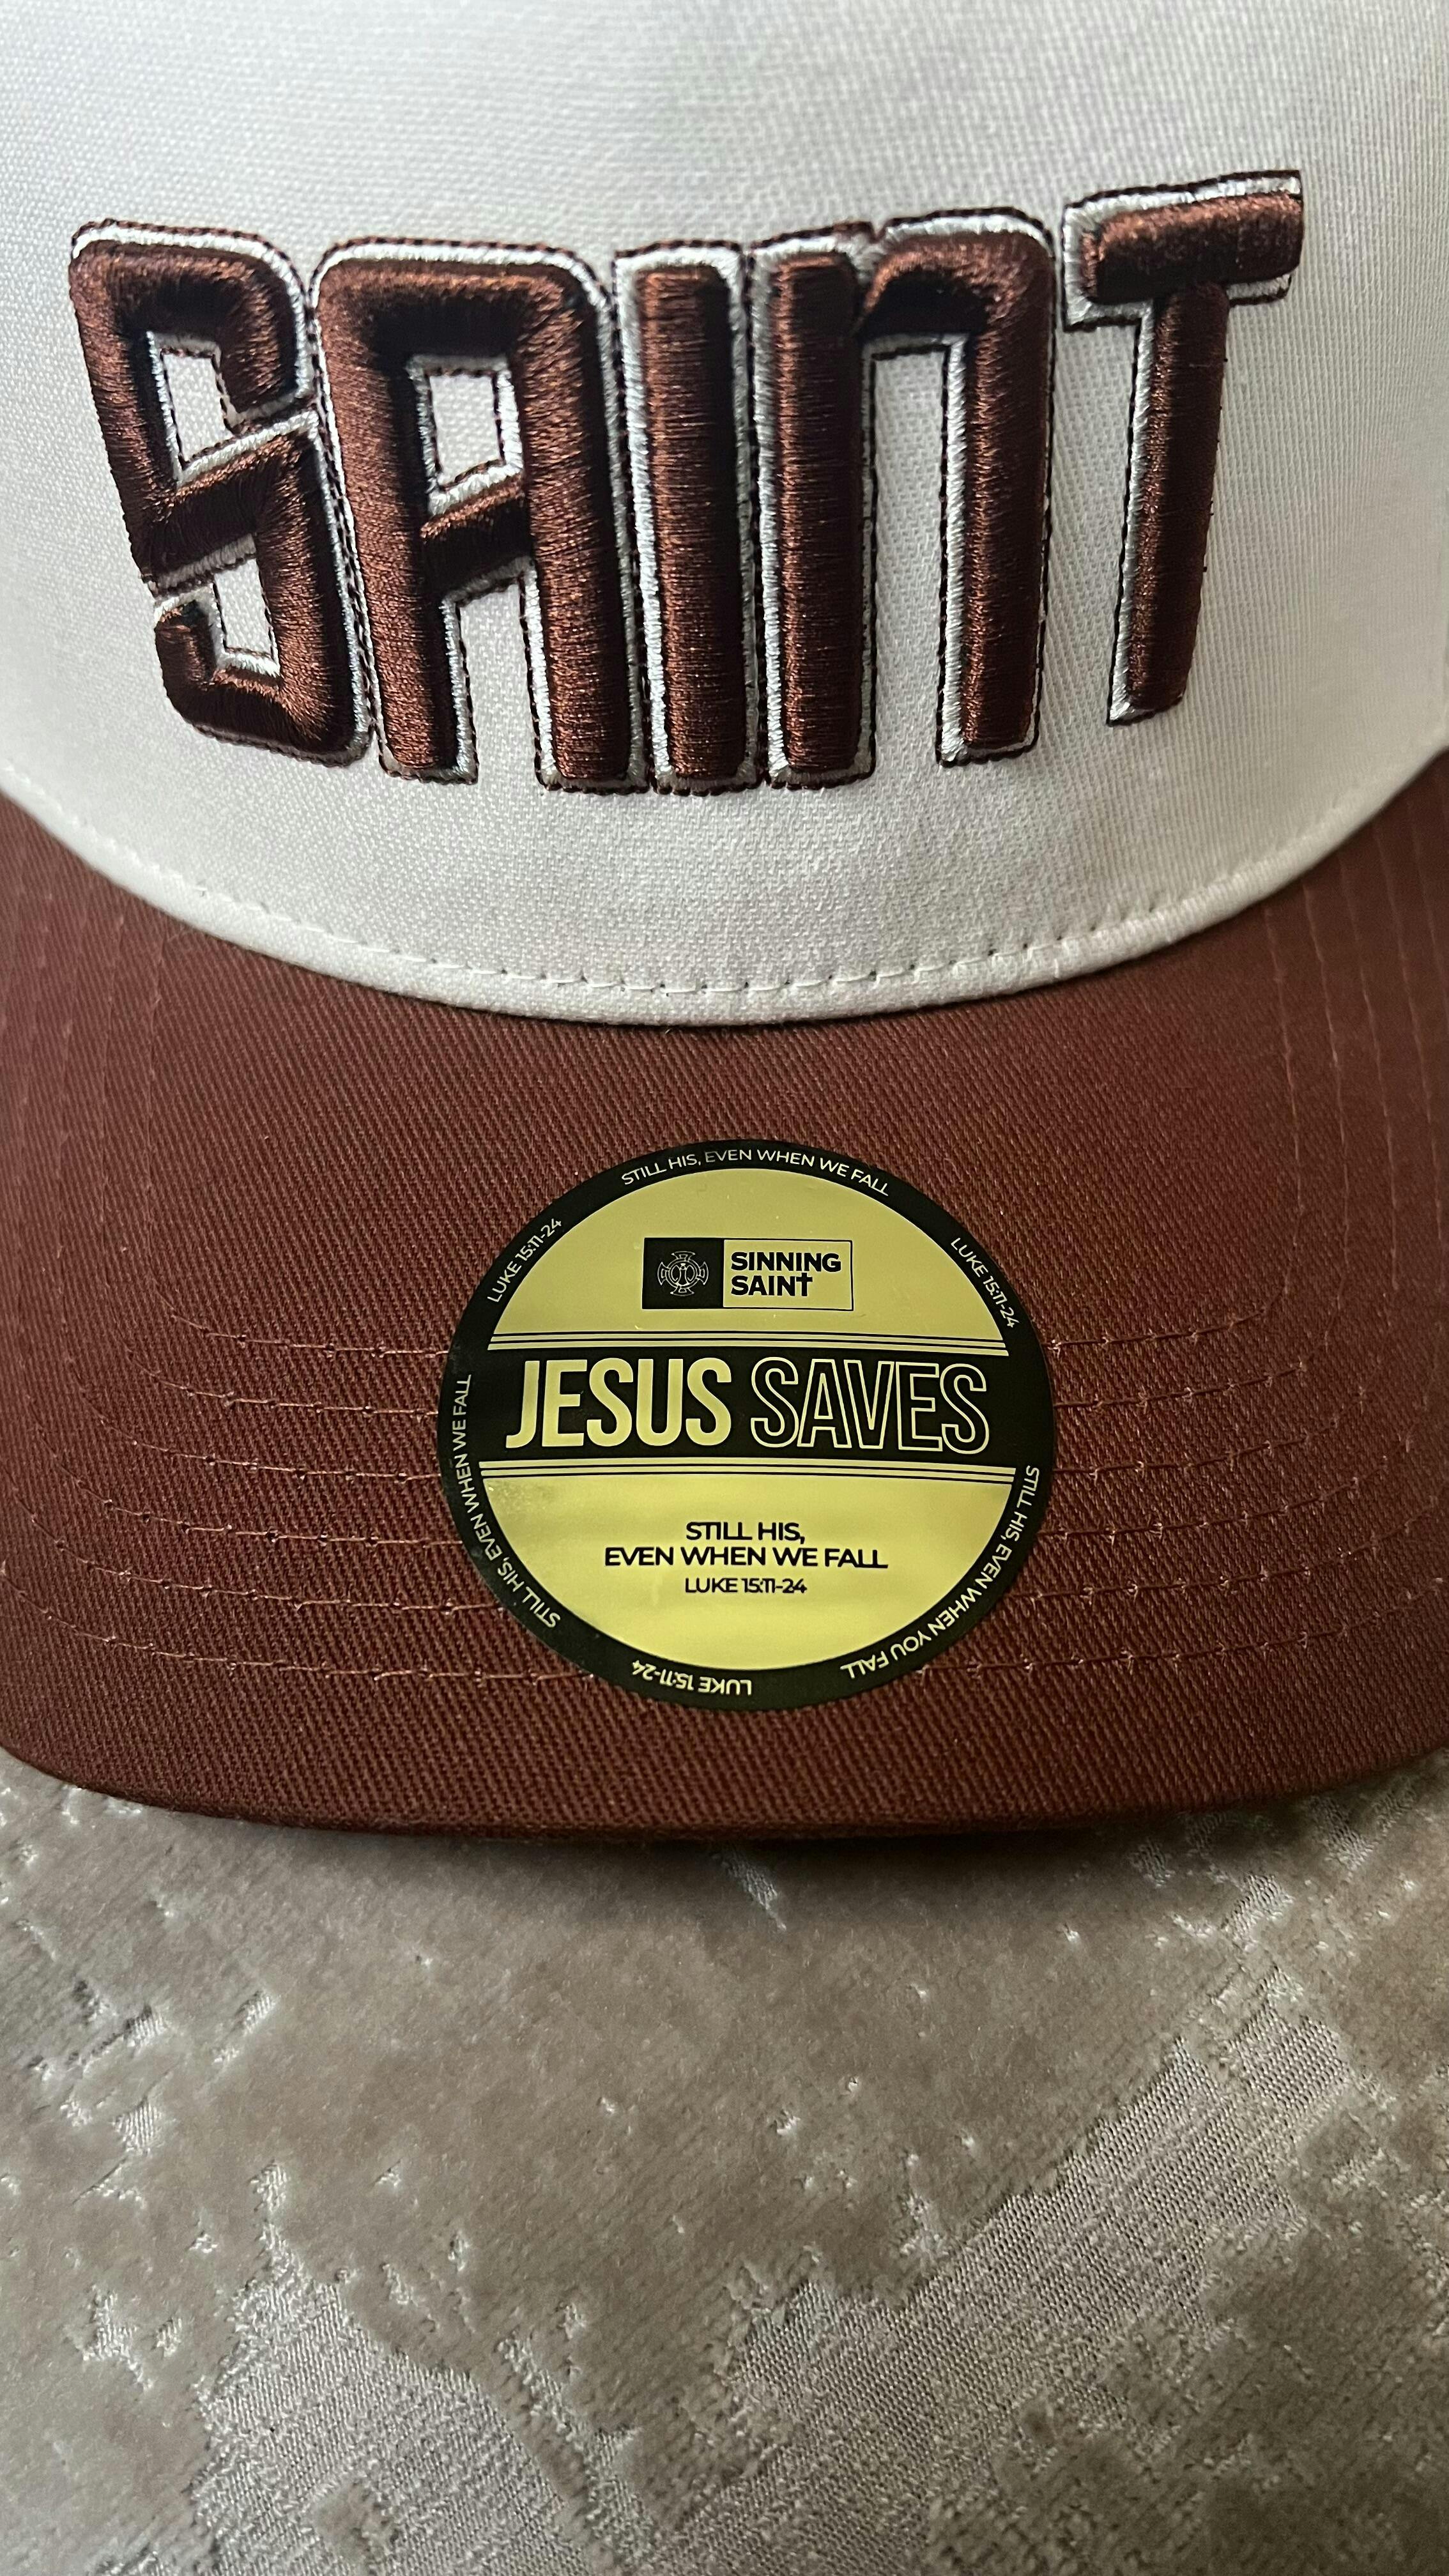 SAINT
STILL HIS, EVEN WHEN WE FALL
LUKE 15:11-24
STILL HIS, EVEN WHEN YOU FALL
LUKE 15:11-24
STILL HIS, EVEN WHEN WE FALL
LUKE 15:11-24
SINNING
SAINT
JESUS SAVES
STILL HIS,
EVEN WHEN WE FALL
LUKE 15:11-24